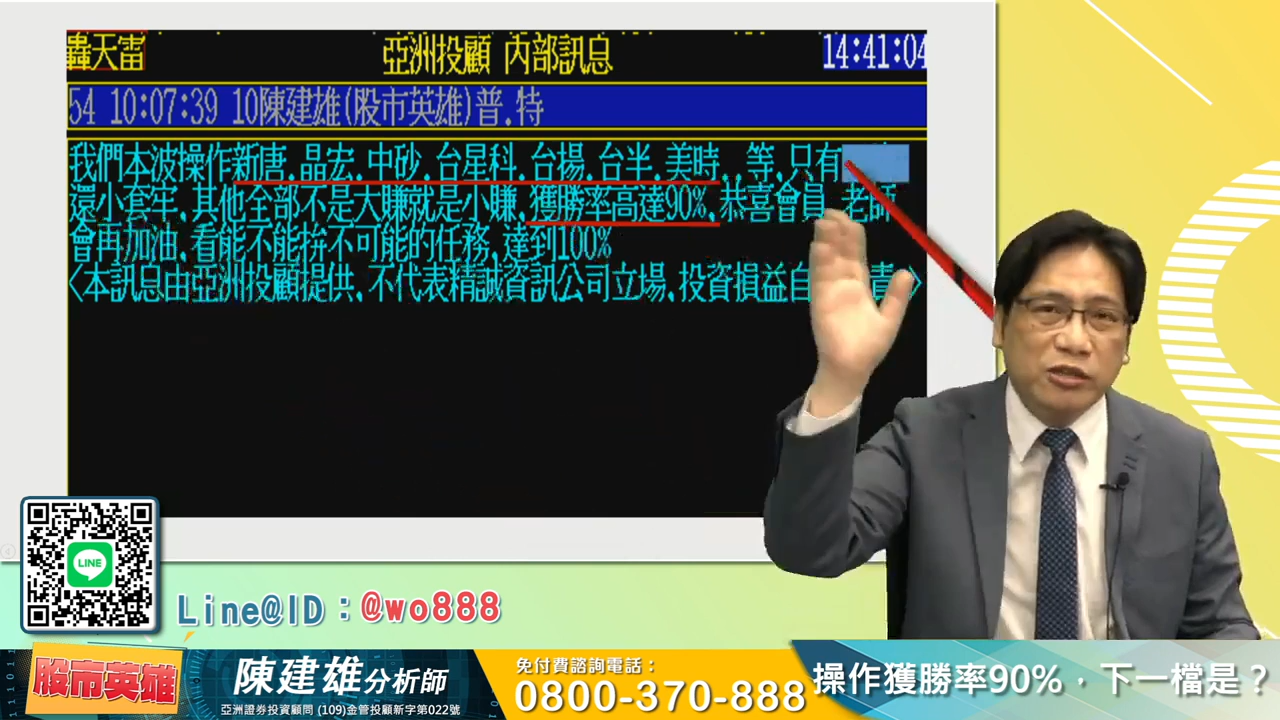 轟天雷 亞洲投顧 內部訊息 14:41:04
54 10:07:39 10陳建雄(股市英雄)普.特
我們本波操作新唐.晶宏.中砂.台星科.台揚.台半.美時..等,只有
還小套牢,其他全部不是大賺就是小賺,獲勝率高達90%,恭喜會員 老師
會再加油,看能不能拚不可能的任務,達到100%
〈本訊息由亞洲投顧提供,不代表精誠資訊公司立場,投資損益自 責〉
LINE
Line@ID:@wo888
股市英雄
陳建雄分析師
亞洲證券投資顧問 (109)金管投顧新字第022號
免付費諮詢電話:
0800-370-888
操作獲勝率90%,下一檔是?